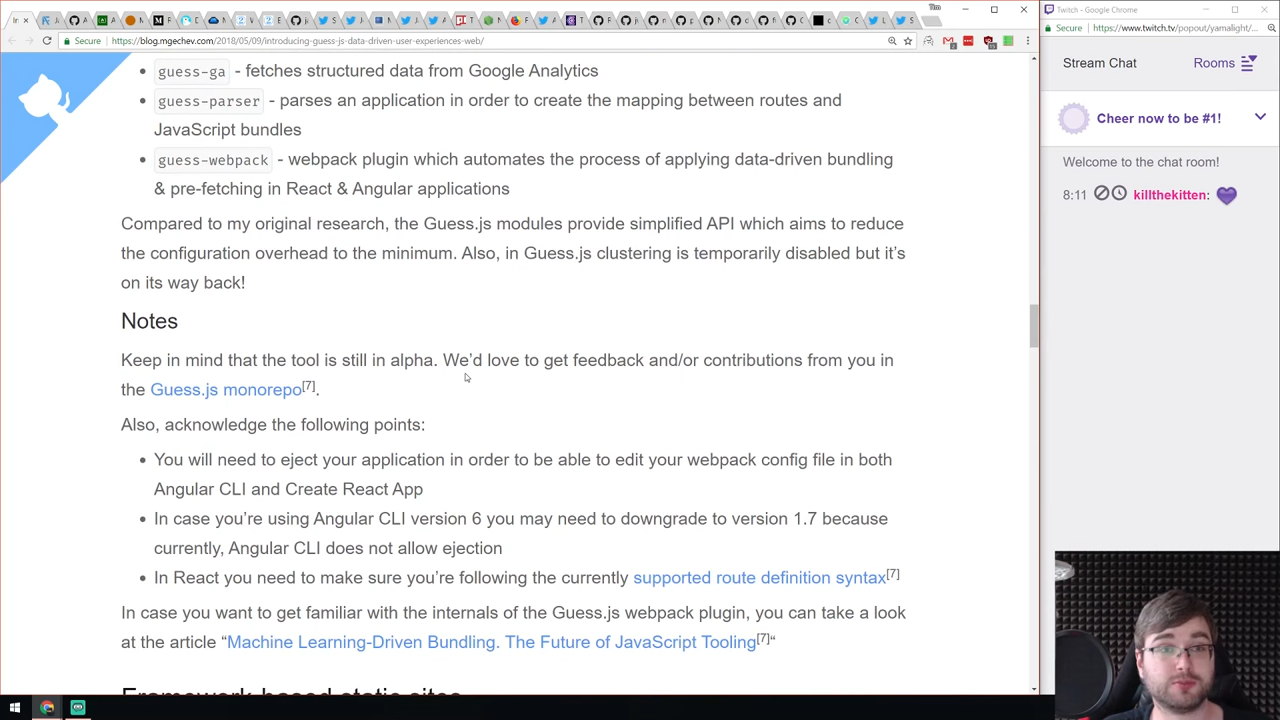 Tim
Secure
https://blog.mgechev.com/2018/05/09/introducing-guess-js-data-driven-user-experiences-web/
guess-ga - fetches structured data from Google Analytics
guess-parser - parses an application in order to create the mapping between routes and
JavaScript bundles
guess-webpack - webpack plugin which automates the process of applying data-driven bundling
& pre-fetching in React & Angular applications
Compared to my original research, the Guess.js modules provide simplified API which aims to reduce
the configuration overhead to the minimum. Also, in Guess.js clustering is temporarily disabled but it's
on its way back!
Notes
Keep in mind that the tool is still in alpha. We'd love to get feedback and/or contributions from you in
the Guess.js monorepo[7].
Also, acknowledge the following points:
You will need to eject your application in order to be able to edit your webpack config file in both
Angular CLI and Create React App
In case you're using Angular CLI version 6 you may need to downgrade to version 1.7 because
currently, Angular CLI does not allow ejection
In React you need to make sure you're following the currently supported route definition syntax[7]
In case you want to get familiar with the internals of the Guess.js webpack plugin, you can take a look
at the article “Machine Learning-Driven Bundling. The Future of JavaScript Tooling[7]“
Framework-based static sites
Twitch - Google Chrome
Secure
https://www.twitch.tv/popout/yamalight/...
Stream Chat
Rooms
Cheer now to be #1!
Welcome to the chat room!
8:11 killthekitten: